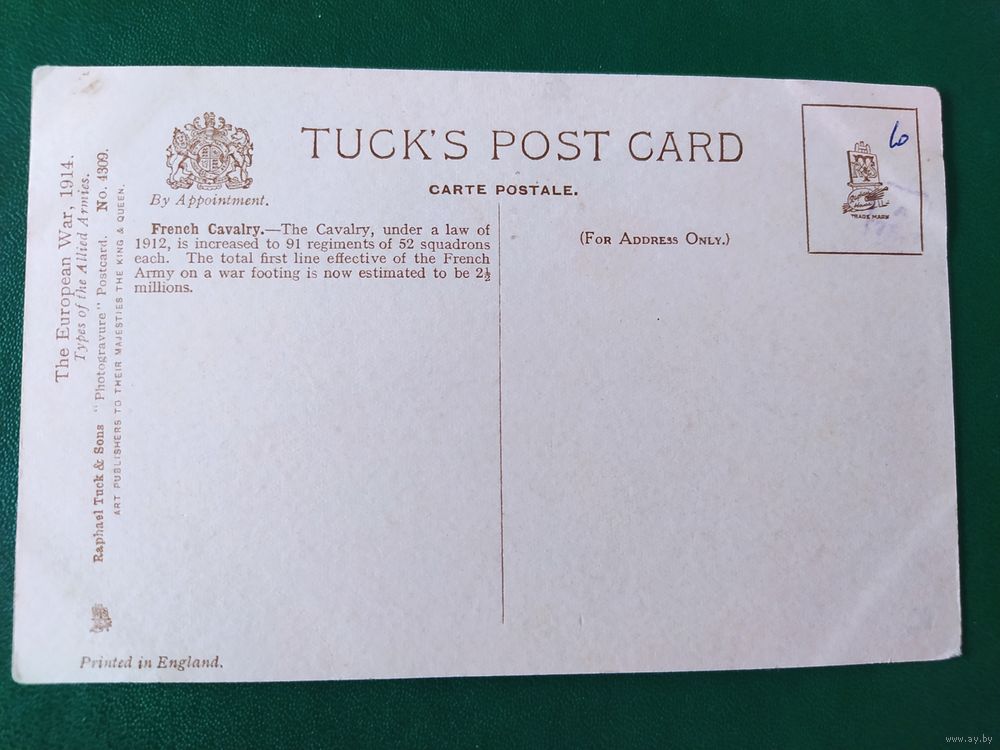 TUCK'S POST CARD
CARTE POSTALE.
By Appointment.
French Cavalry.—The Cavalry, under a law of
1912, is increased to 91 regiments of 52 squadrons
each. The total first line effective of the French
Army on a war footing is now estimated to be 2½
millions.
(FOR ADDRESS ONLY.)
60
TRADE MARK
The European War, 1914.
Types of the Allied Armies.
Raphael Tuck & Sons "Photogravure" Postcard. No. 4309.
ART PUBLISHERS TO THEIR MAJESTIES THE KING & QUEEN.
Printed in England.
www.ay.by